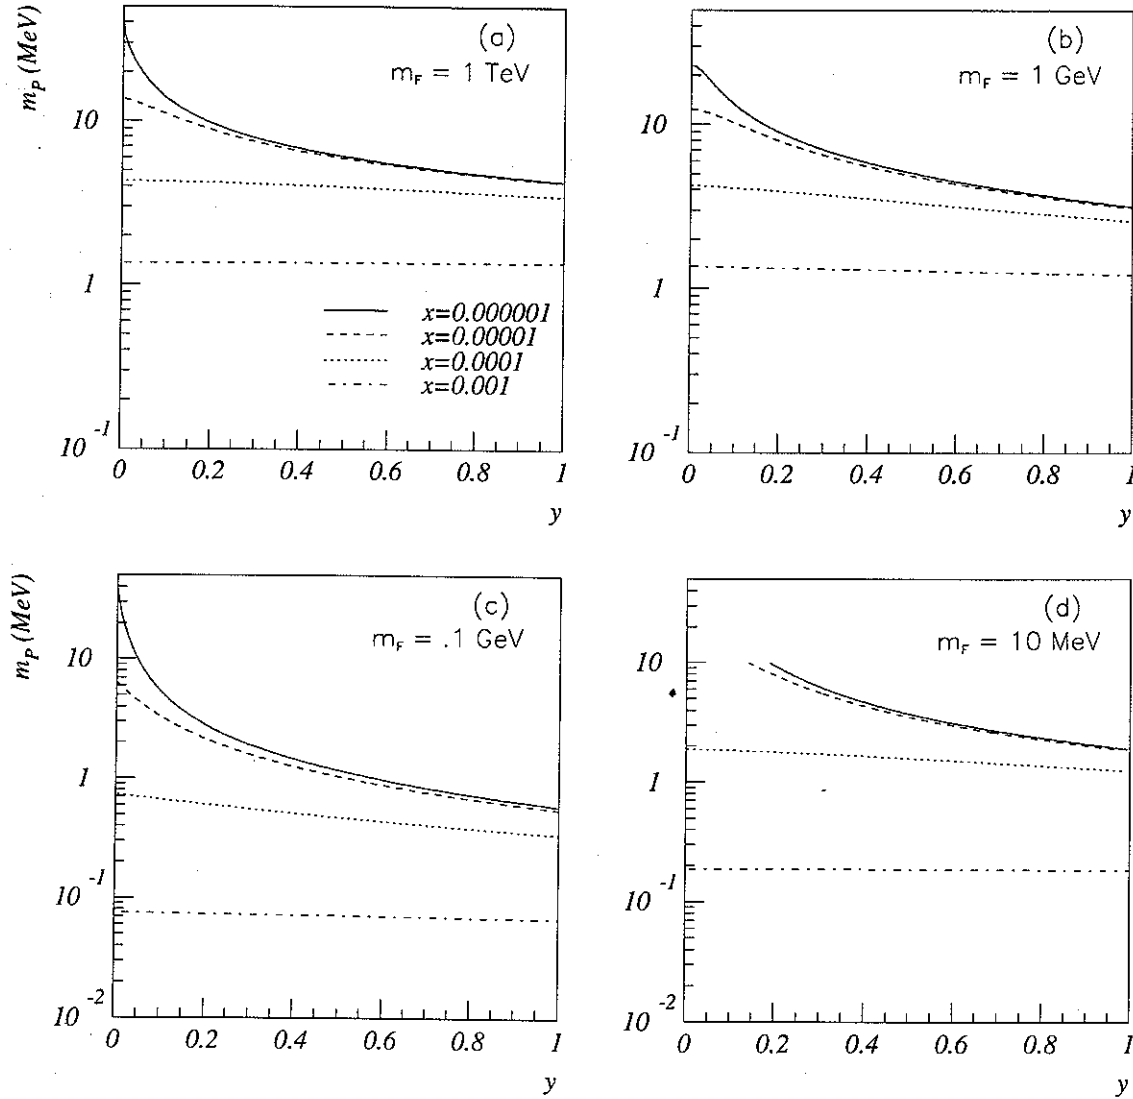 m_P (MeV)
10
1
10^-1
(a)
m_F = 1 TeV
x=0.000001
x=0.00001
x=0.0001
x=0.001
0 0.2 0.4 0.6 0.8 1
y
10
1
10^-1
(b)
m_F = 1 GeV
0 0.2 0.4 0.6 0.8 1
y
m_P (MeV)
10
1
10^-1
10^-2
(c)
m_F = .1 GeV
0 0.2 0.4 0.6 0.8 1
y
10
1
10^-1
10^-2
(d)
m_F = 10 MeV
0 0.2 0.4 0.6 0.8 1
y